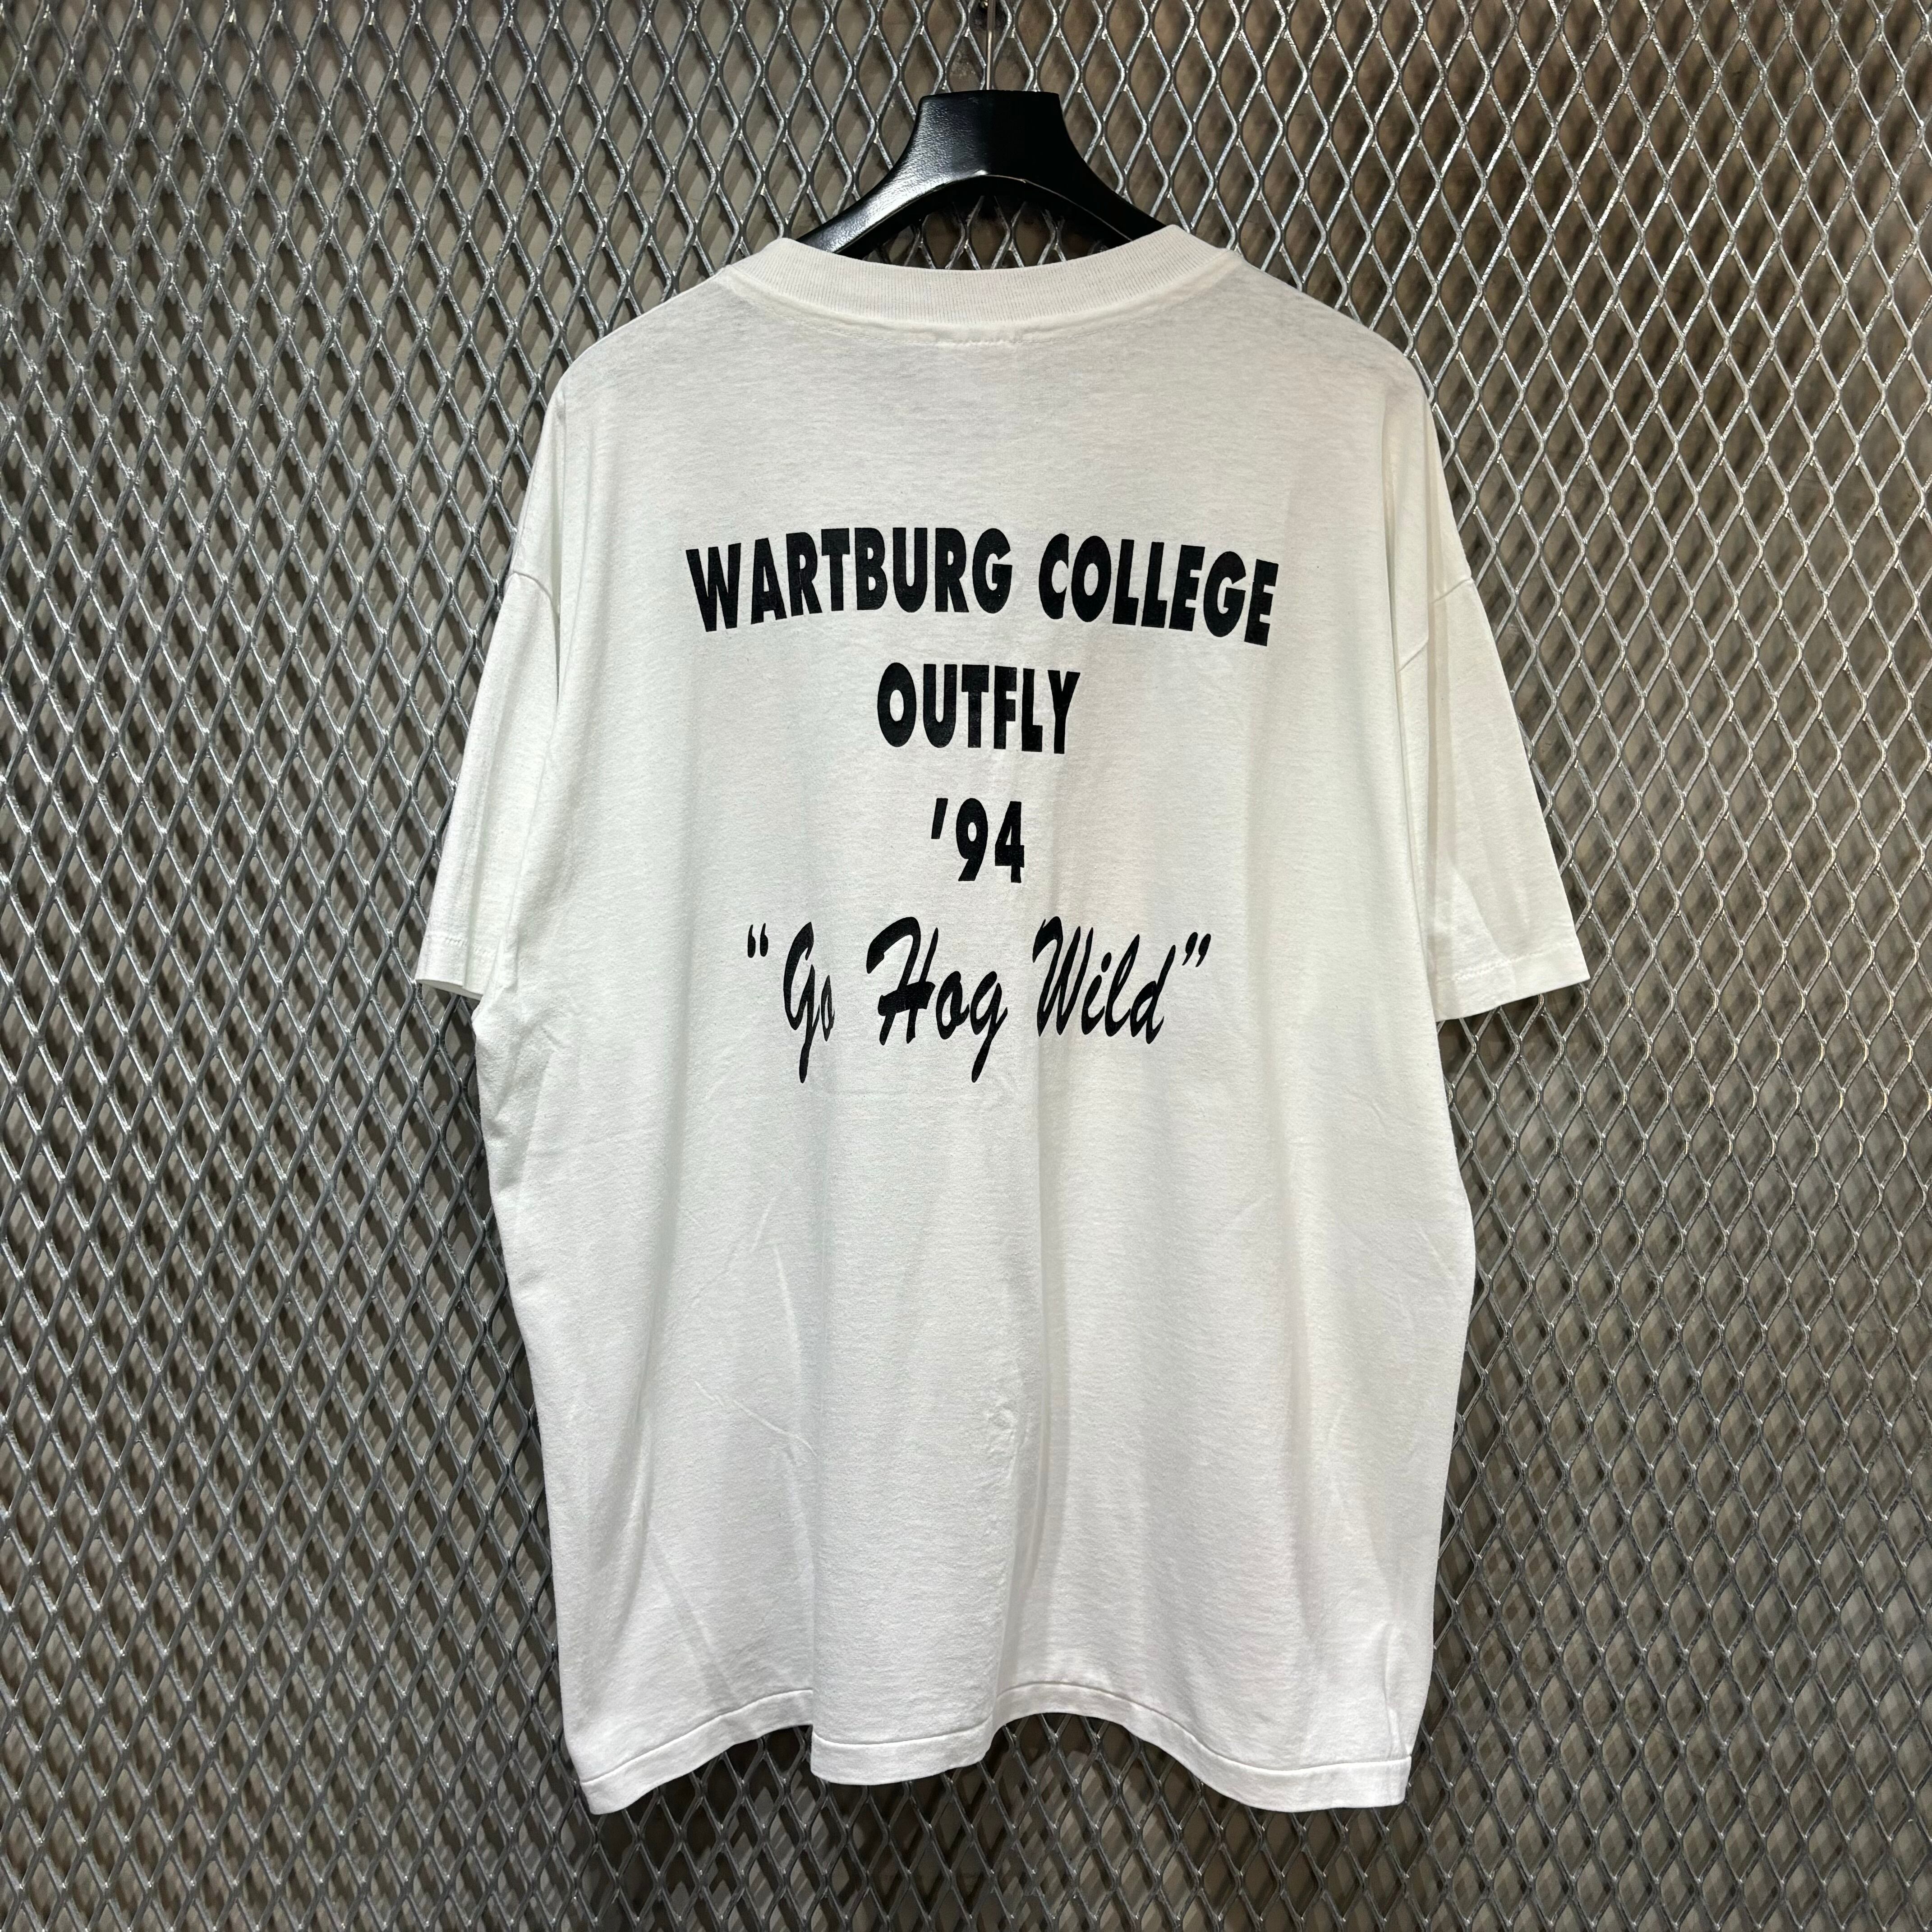 WARTBURG COLLEGE
OUTFLY
'94
“Go Hog Wild”